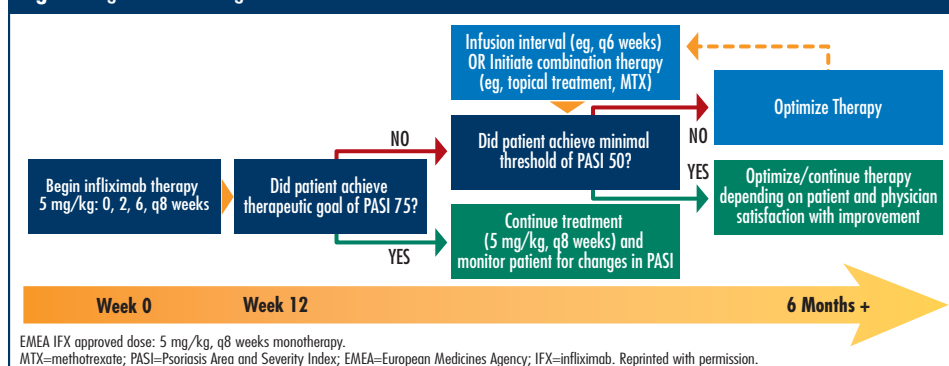 Infusion interval (eg, q6 weeks)
OR Initiate combination therapy
(eg, topical treatment, MTX)
Optimize Therapy
NO
Did patient achieve minimal
threshold of PASI 50?
NO
YES
Begin infliximab therapy
5 mg/kg: 0, 2, 6, q8 weeks
Did patient achieve
therapeutic goal of PASI 75?
Optimize/continue therapy
depending on patient and physician
satisfaction with improvement
YES
Continue treatment
(5 mg/kg, q8 weeks) and
monitor patient for changes in PASI
Week 0
Week 12
6 Months +
EMEA IFX approved dose: 5 mg/kg, q8 weeks monotherapy.
MTX=methotrexate; PASI=Psoriasis Area and Severity Index; EMEA=European Medicines Agency; IFX=infliximab. Reprinted with permission.